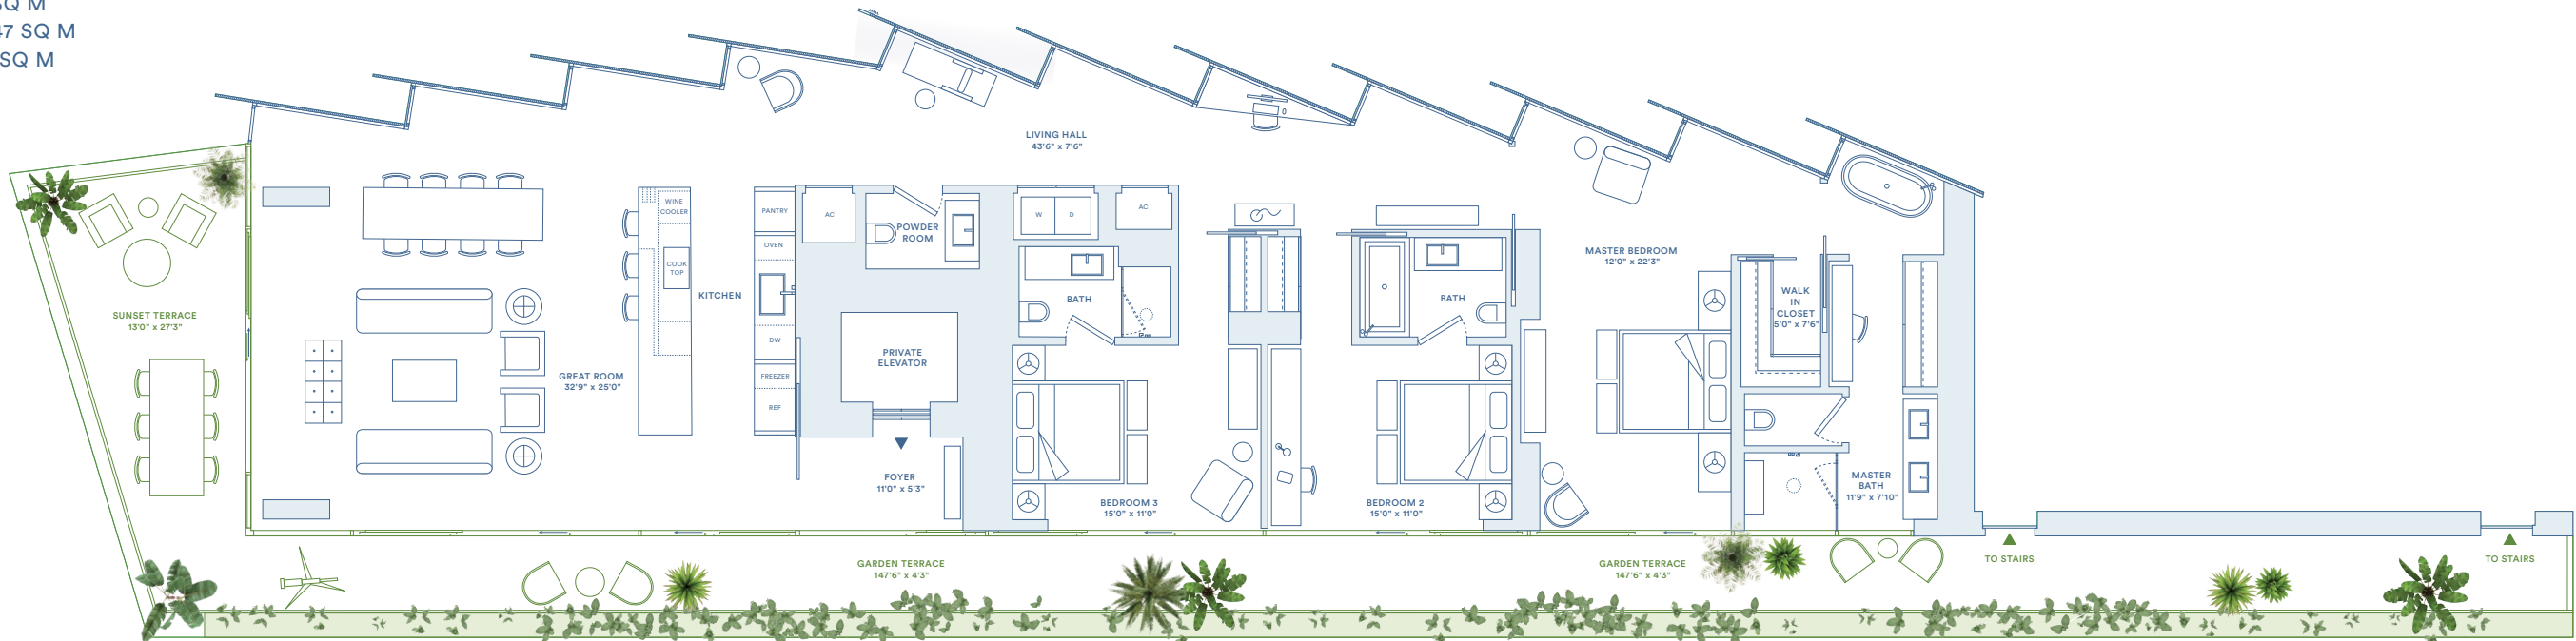 SQ M
47 SQ M
SQ M
LIVING HALL
43'6" x 7'6"
WINE
COOLER
PANTRY
AC
POWDER
ROOM
W
D
AC
OVEN
COOK
TOP
KITCHEN
BATH
BATH
MASTER BEDROOM
12'0" x 22'3"
WALK
IN
CLOSET
5'0" x 7'6"
SUNSET TERRACE
13'0" x 27'3"
DW
PRIVATE
ELEVATOR
GREAT ROOM
32'9" x 25'0"
FREEZER
REF
FOYER
11'0" x 5'3"
BEDROOM 3
15'0" x 11'0"
BEDROOM 2
15'0" x 11'0"
MASTER
BATH
11'9" x 7'10"
GARDEN TERRACE
147'6" x 4'3"
GARDEN TERRACE
147'6" x 4'3"
TO STAIRS
TO STAIRS